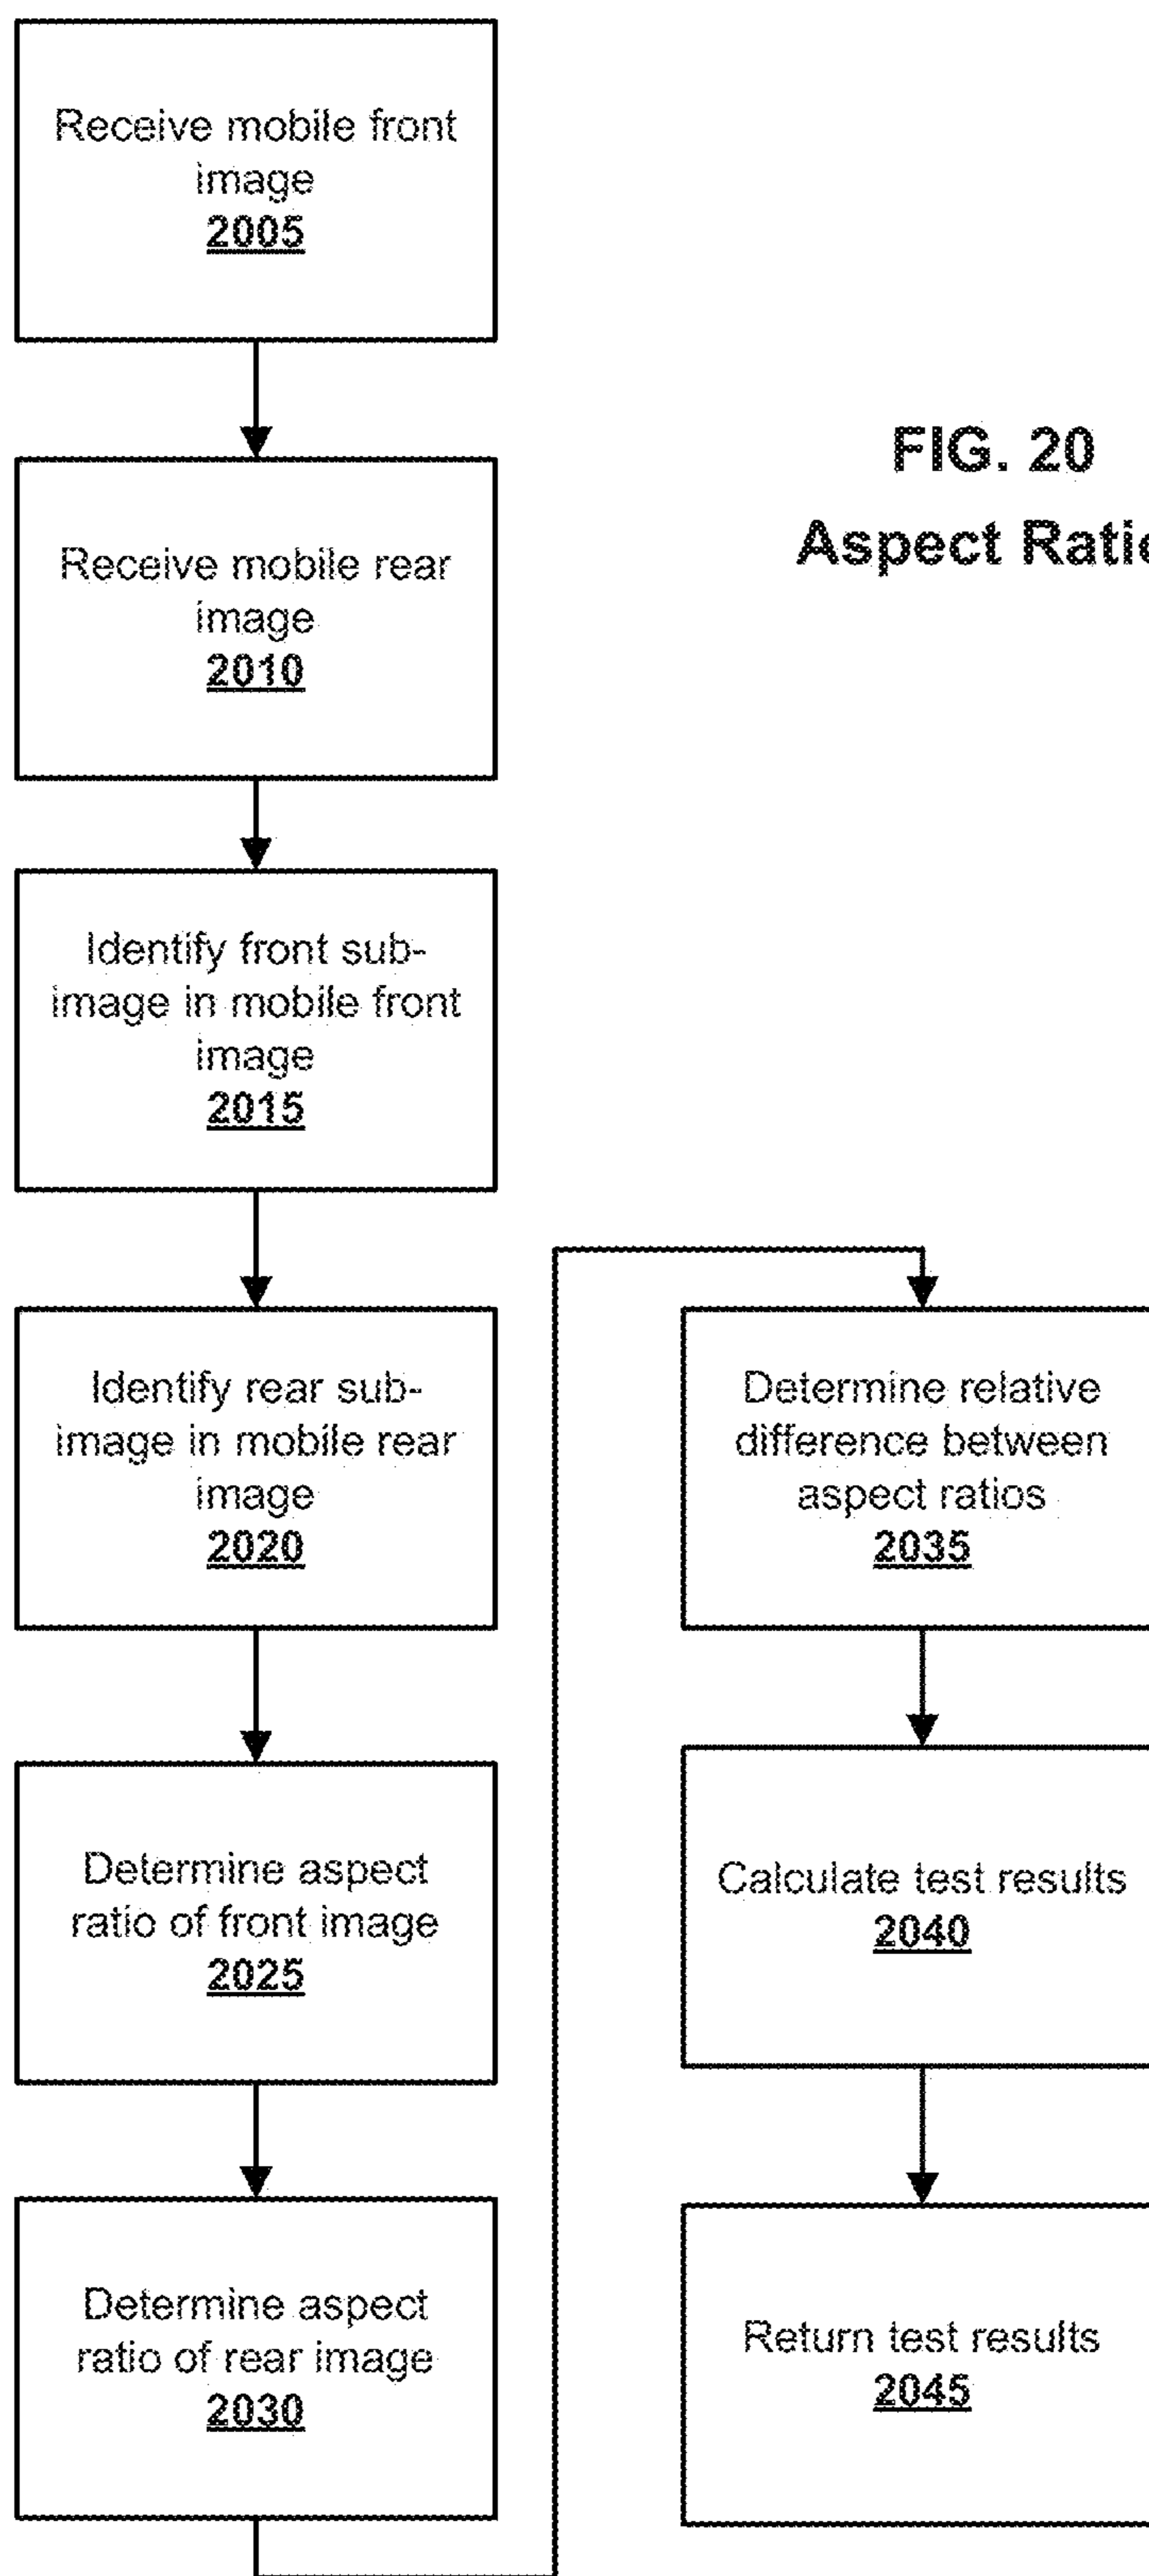 Receive mobile front
image
2005
Receive mobile rear
image
2010
Identify front sub-
image in mobile front
image
2015
Identify rear sub-
image in mobile rear
image
2020
Determine aspect
ratio of front image
2025
Determine aspect
ratio of rear image
2030
FIG. 20
Aspect Ratio
Determine relative
difference between
aspect ratios
2035
Calculate test results
2040
Return test results
2045